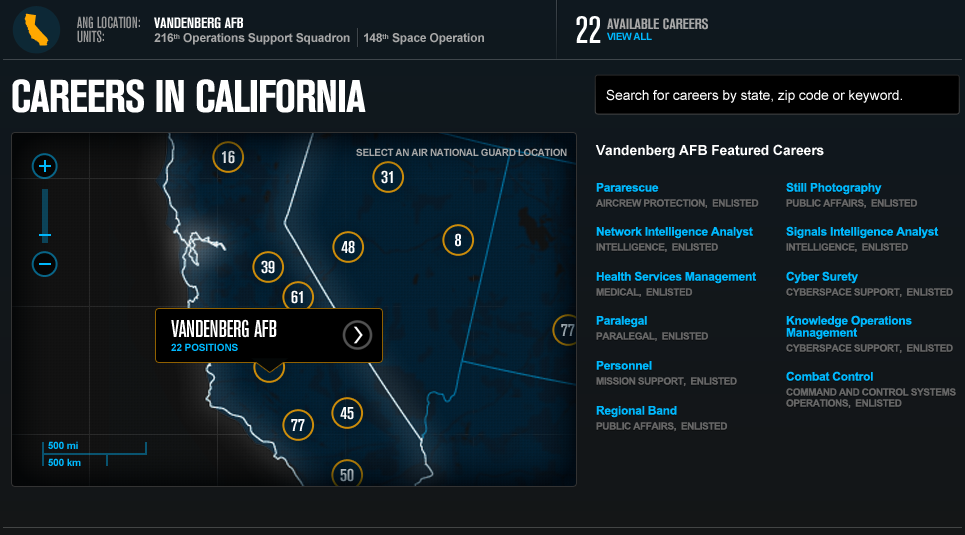 ANG LOCATION: VANDENBERG AFB
UNITS: 216th Operations Support Squadron | 148th Space Operation
22 AVAILABLE CAREERS
VIEW ALL
CAREERS IN CALIFORNIA
Search for careers by state, zip code or keyword.
SELECT AN AIR NATIONAL GUARD LOCATION
16
31
48
8
39
61
77
VANDENBERG AFB
22 POSITIONS
45
77
50
500 mi
500 km
Vandenberg AFB Featured Careers
Pararescue
AIRCREW PROTECTION, ENLISTED
Network Intelligence Analyst
INTELLIGENCE, ENLISTED
Health Services Management
MEDICAL, ENLISTED
Paralegal
PARALEGAL, ENLISTED
Personnel
MISSION SUPPORT, ENLISTED
Regional Band
PUBLIC AFFAIRS, ENLISTED
Still Photography
PUBLIC AFFAIRS, ENLISTED
Signals Intelligence Analyst
INTELLIGENCE, ENLISTED
Cyber Surety
CYBERSPACE SUPPORT, ENLISTED
Knowledge Operations
Management
CYBERSPACE SUPPORT, ENLISTED
Combat Control
COMMAND AND CONTROL SYSTEMS
OPERATIONS, ENLISTED